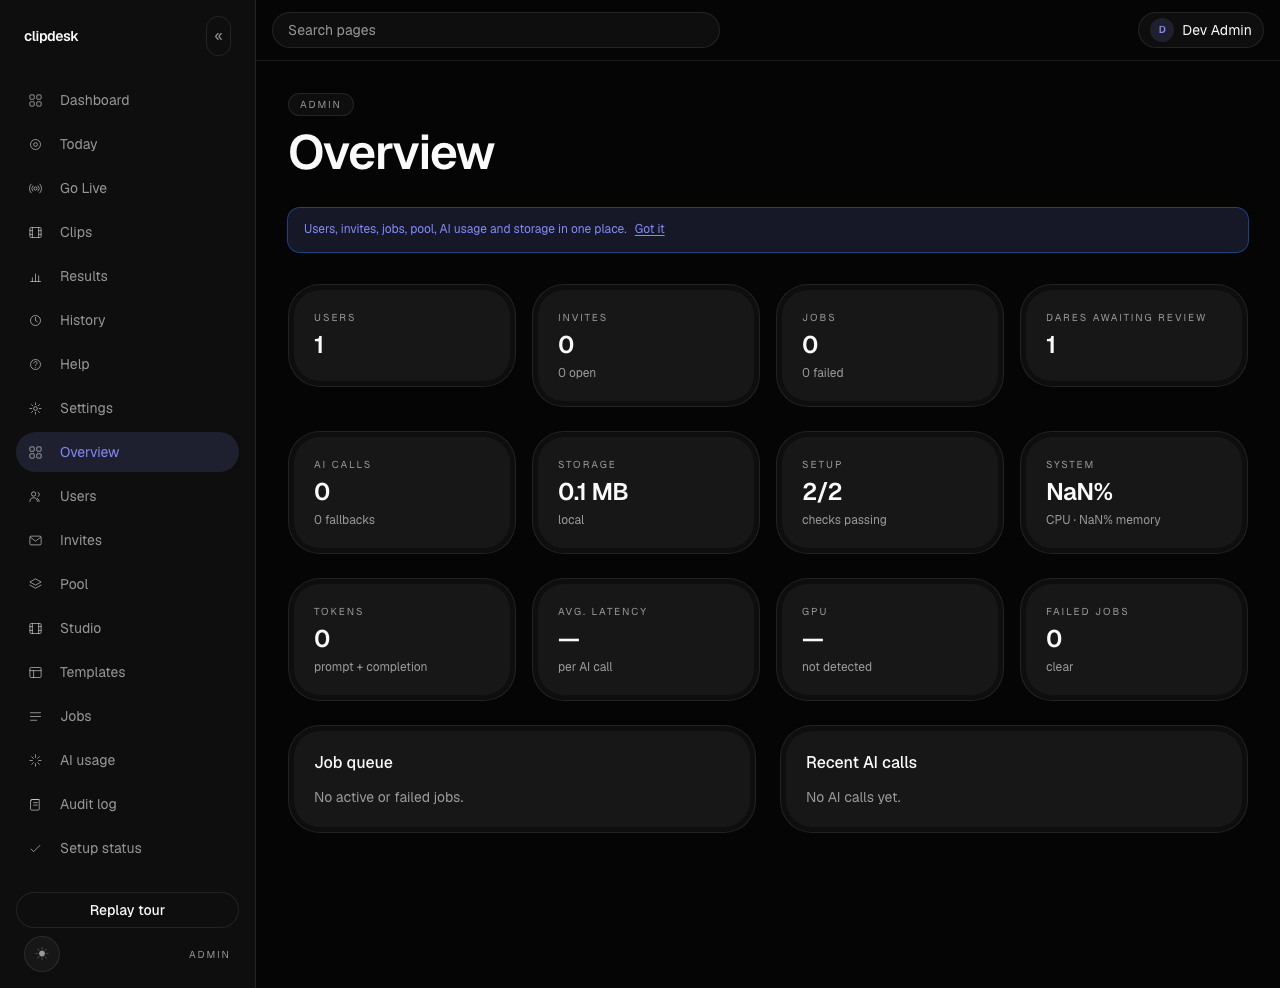 clipdesk
«
Search pages
D
Dev Admin
Dashboard
Today
Go Live
Clips
Results
History
Help
Settings
Overview
Users
Invites
Pool
Studio
Templates
Jobs
AI usage
Audit log
Setup status
Replay tour
ADMIN
ADMIN
Overview
Users, invites, jobs, pool, AI usage and storage in one place. Got it
USERS
1
INVITES
0
0 open
JOBS
0
0 failed
DARES AWAITING REVIEW
1
AI CALLS
0
0 fallbacks
STORAGE
0.1 MB
local
SETUP
2/2
checks passing
SYSTEM
NaN%
CPU · NaN% memory
TOKENS
0
prompt + completion
AVG. LATENCY
—
per AI call
GPU
—
not detected
FAILED JOBS
0
clear
Job queue
No active or failed jobs.
Recent AI calls
No AI calls yet.